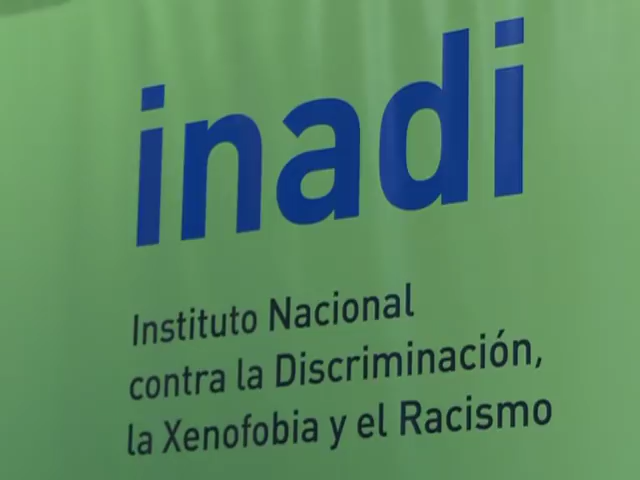 inadi
Instituto Nacional
contra la Discriminación,
la Xenofobia y el Racismo